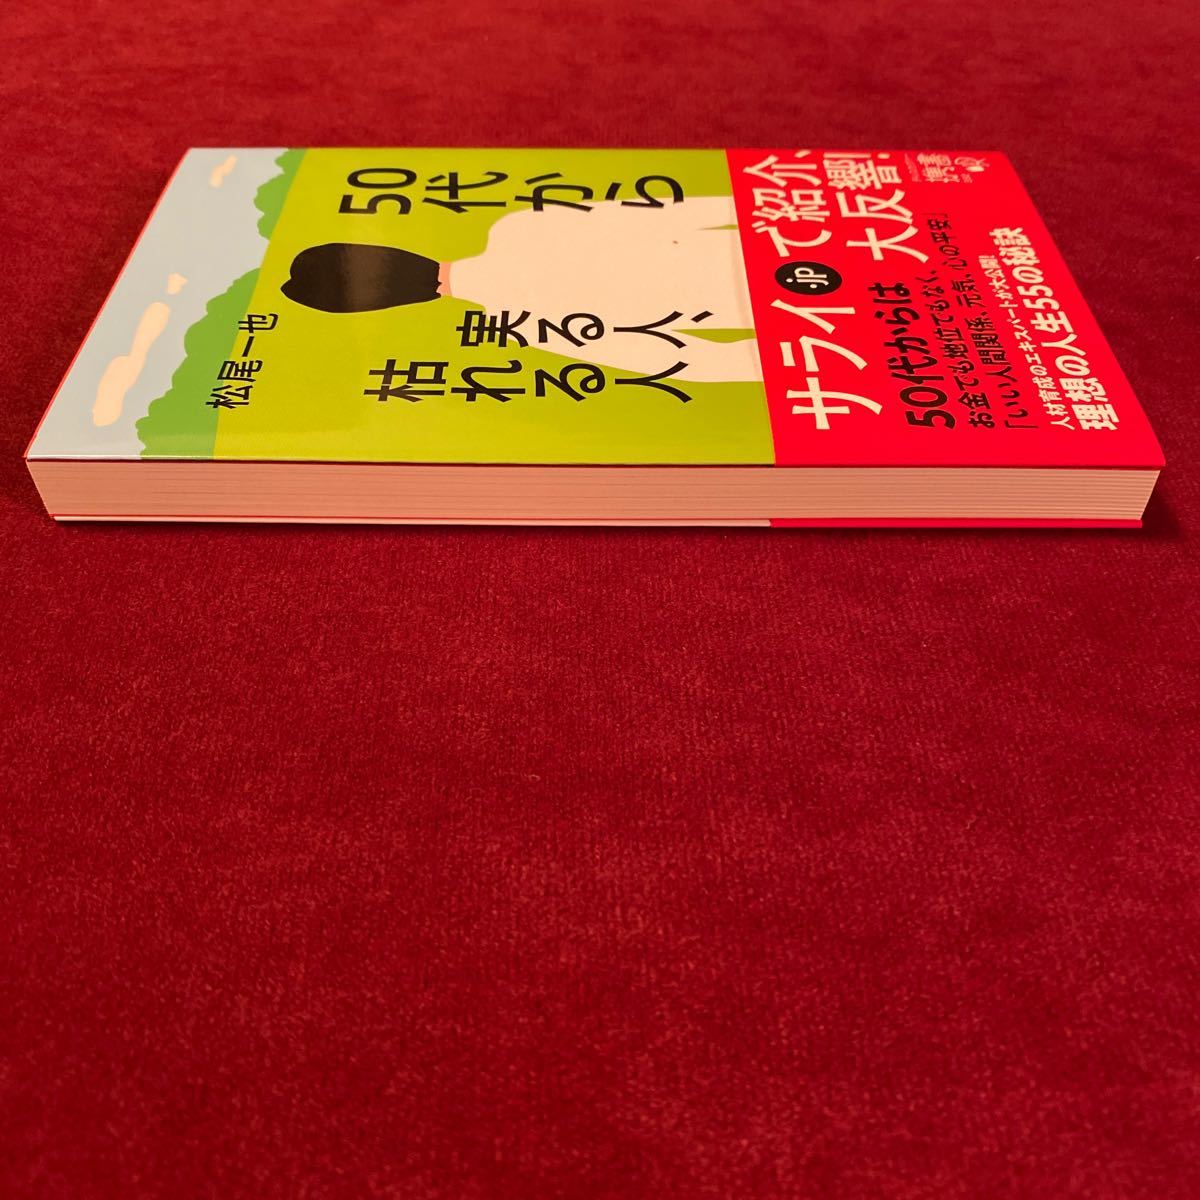 50代から
実る人、
枯れる人
松尾一也
サライ.jpで紹介、
大反響!
50代からは
お金でも地位でもなく、
「いい人間関係、元気、心の平安」
人材育成のエキスパートが大公開!
理想の人生55の秘訣